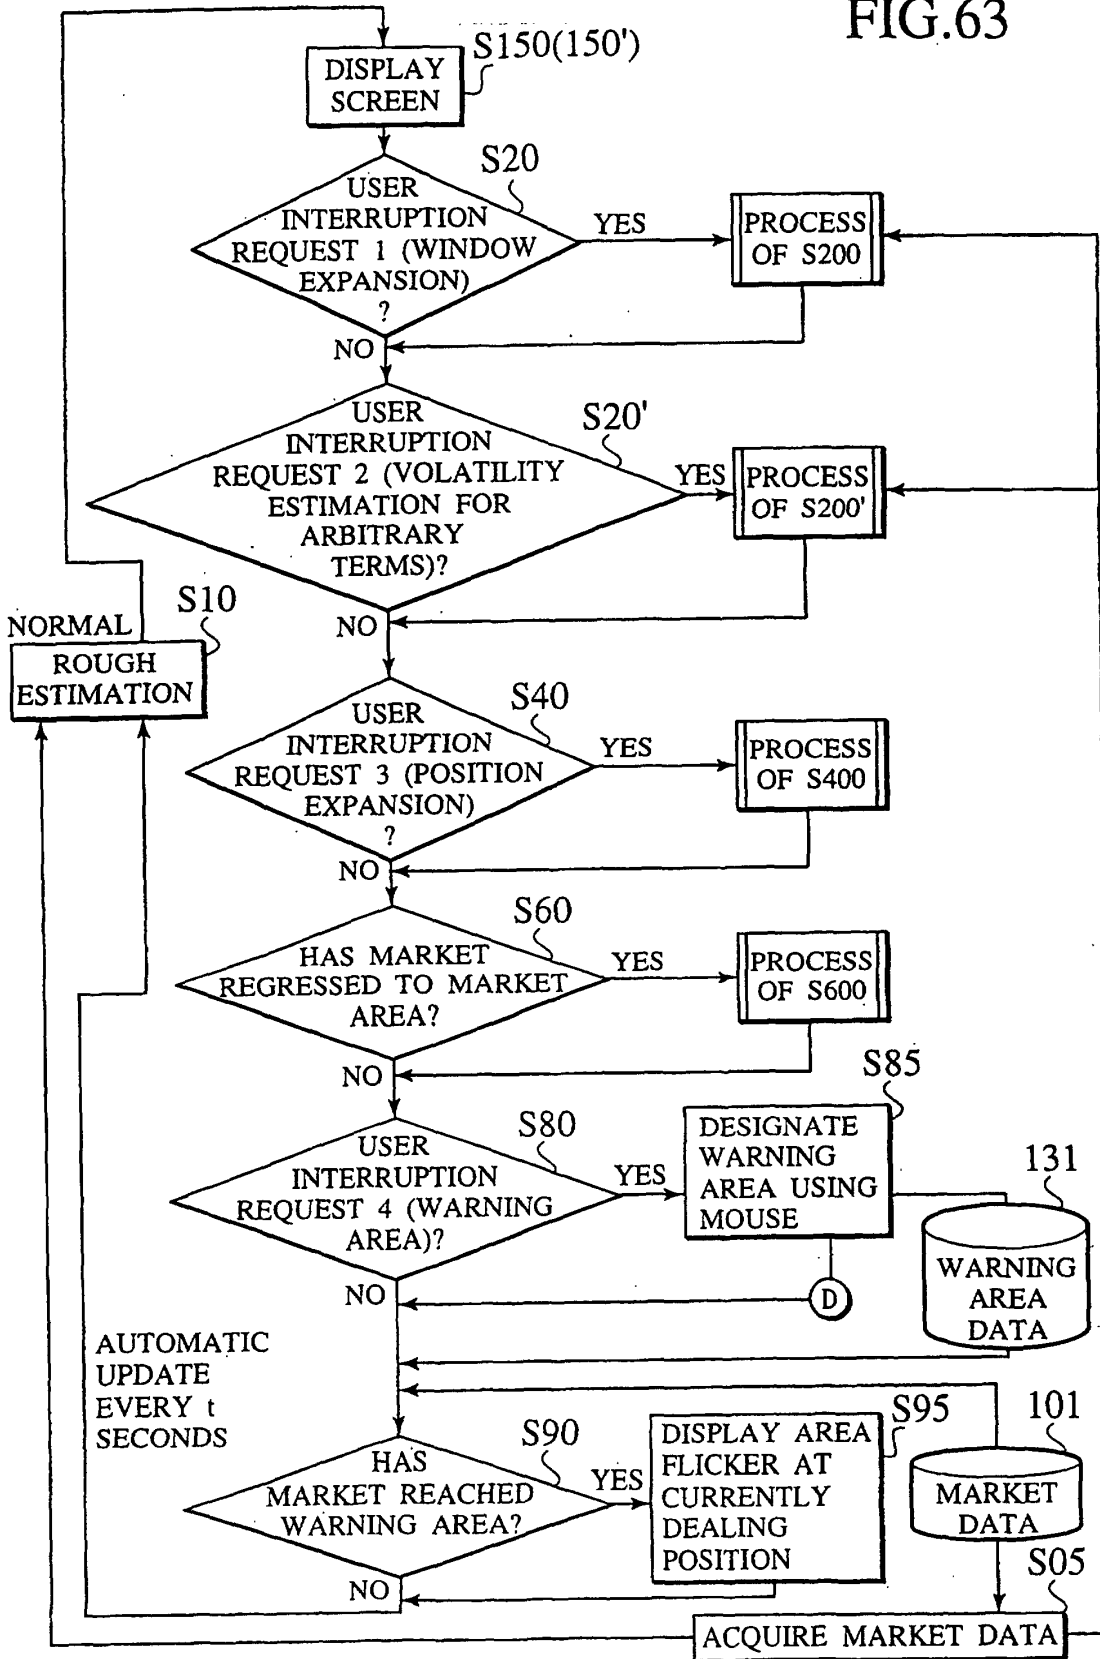 FIG.63
S150(150')
DISPLAY
SCREEN
S20
USER
INTERRUPTION
REQUEST 1 (WINDOW
EXPANSION)
?
YES
PROCESS
OF S200
NO
S20'
USER
INTERRUPTION
REQUEST 2 (VOLATILITY
ESTIMATION FOR
ARBITRARY
TERMS)?
YES
PROCESS
OF S200'
NO
S10
NORMAL
ROUGH
ESTIMATION
S40
USER
INTERRUPTION
REQUEST 3 (POSITION
EXPANSION)
?
YES
PROCESS
OF S400
NO
S60
HAS MARKET
REGRESSED TO MARKET
AREA?
YES
PROCESS
OF S600
NO
S80
USER
INTERRUPTION
REQUEST 4 (WARNING
AREA)?
YES
S85
DESIGNATE
WARNING
AREA USING
MOUSE
131
WARNING
AREA
DATA
D
NO
AUTOMATIC
UPDATE
EVERY t
SECONDS
S90
HAS
MARKET REACHED
WARNING AREA?
YES
S95
DISPLAY AREA
FLICKER AT
CURRENTLY
DEALING
POSITION
101
MARKET
DATA
NO
S05
ACQUIRE MARKET DATA